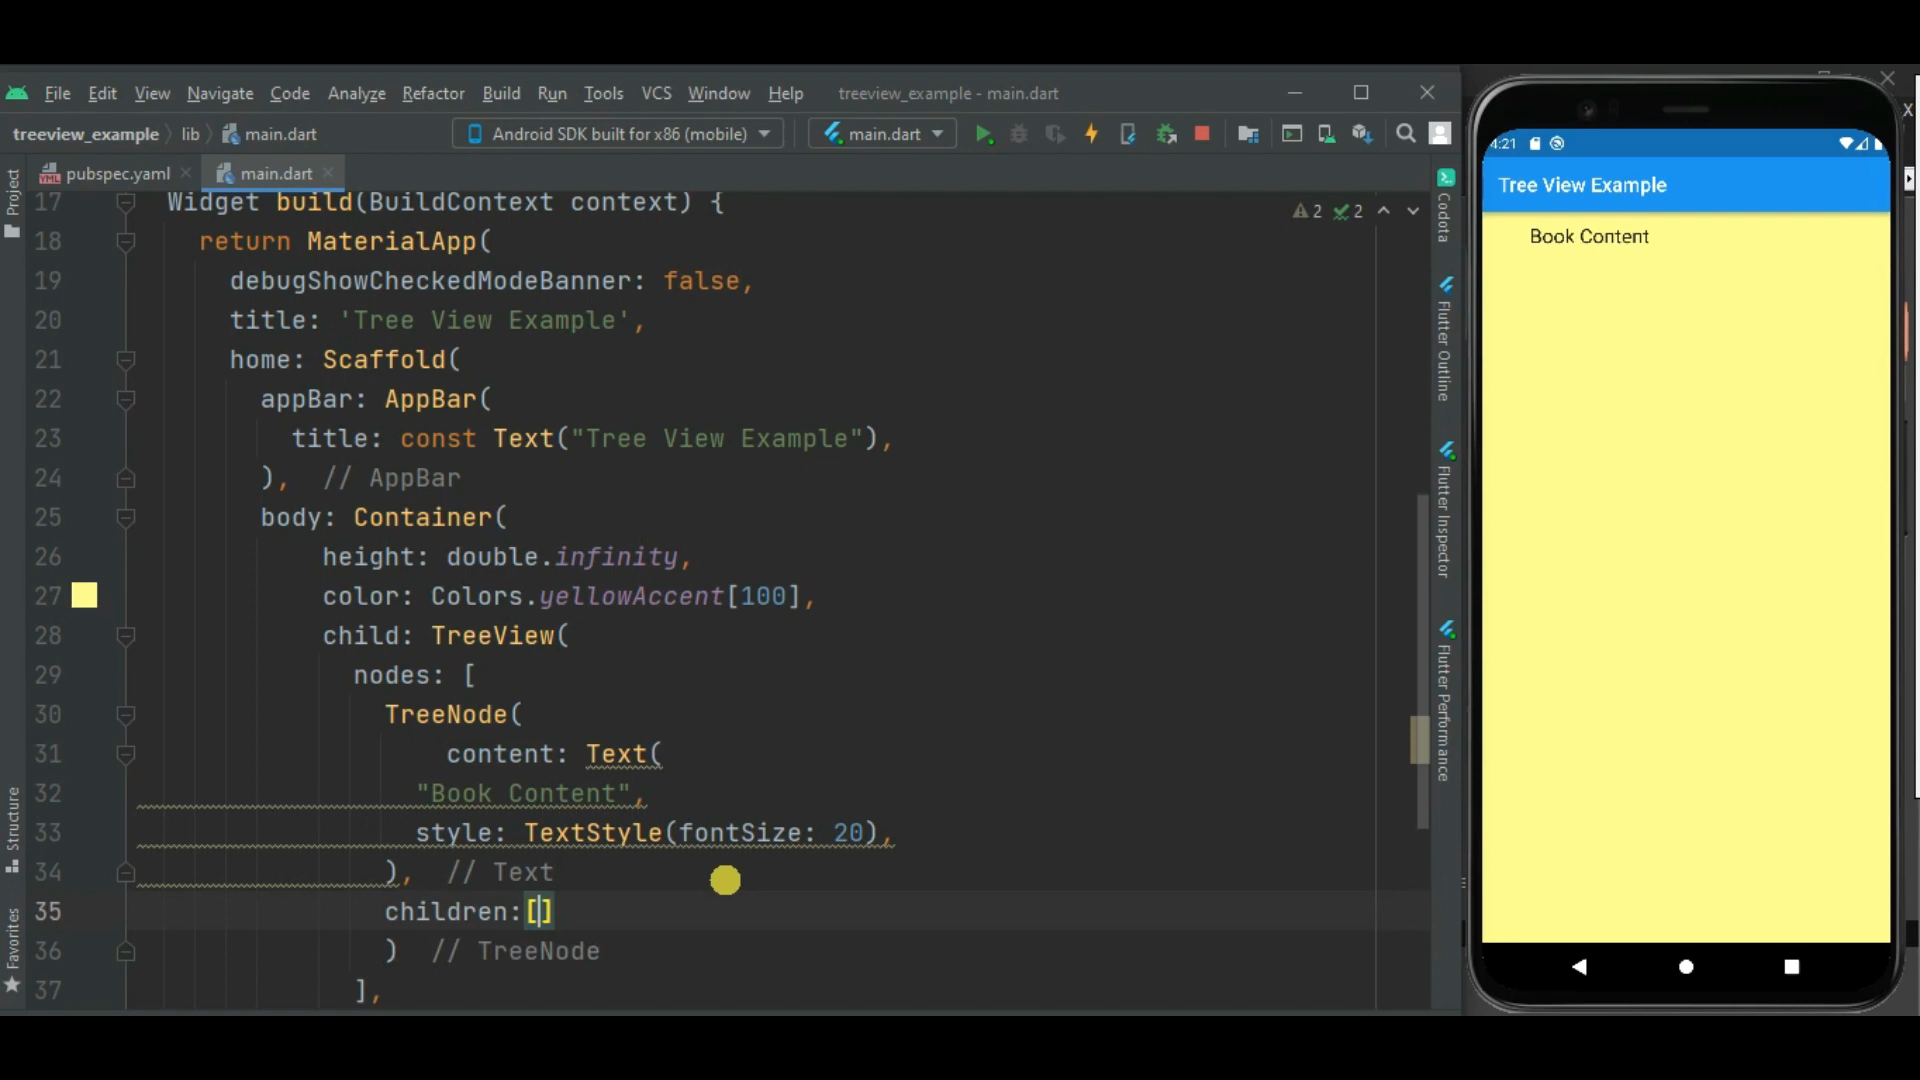 File Edit View Navigate Code Analyze Refactor Build Run Tools VCS Window Help treeview_example - main.dart
treeview_example lib main.dart Android SDK built for x86 (mobile) main.dart
pubspec.yaml main.dart
17 Widget build(BuildContext context) {
18 return MaterialApp(
19 debugShowCheckedModeBanner: false,
20 title: 'Tree View Example',
21 home: Scaffold(
22 appBar: AppBar(
23 title: const Text("Tree View Example"),
24 ), // AppBar
25 body: Container(
26 height: double.infinity,
27 color: Colors.yellowAccent[100],
28 child: TreeView(
29 nodes: [
30 TreeNode(
31 content: Text(
32 "Book Content",
33 style: TextStyle(fontSize: 20),
34 ), // Text
35 children:[]
36 ) // TreeNode
37 ],
2 2
Project
Structure
Favorites
Codota
Flutter Outline
Flutter Inspector
Flutter Performance
4:21
Tree View Example
Book Content
X